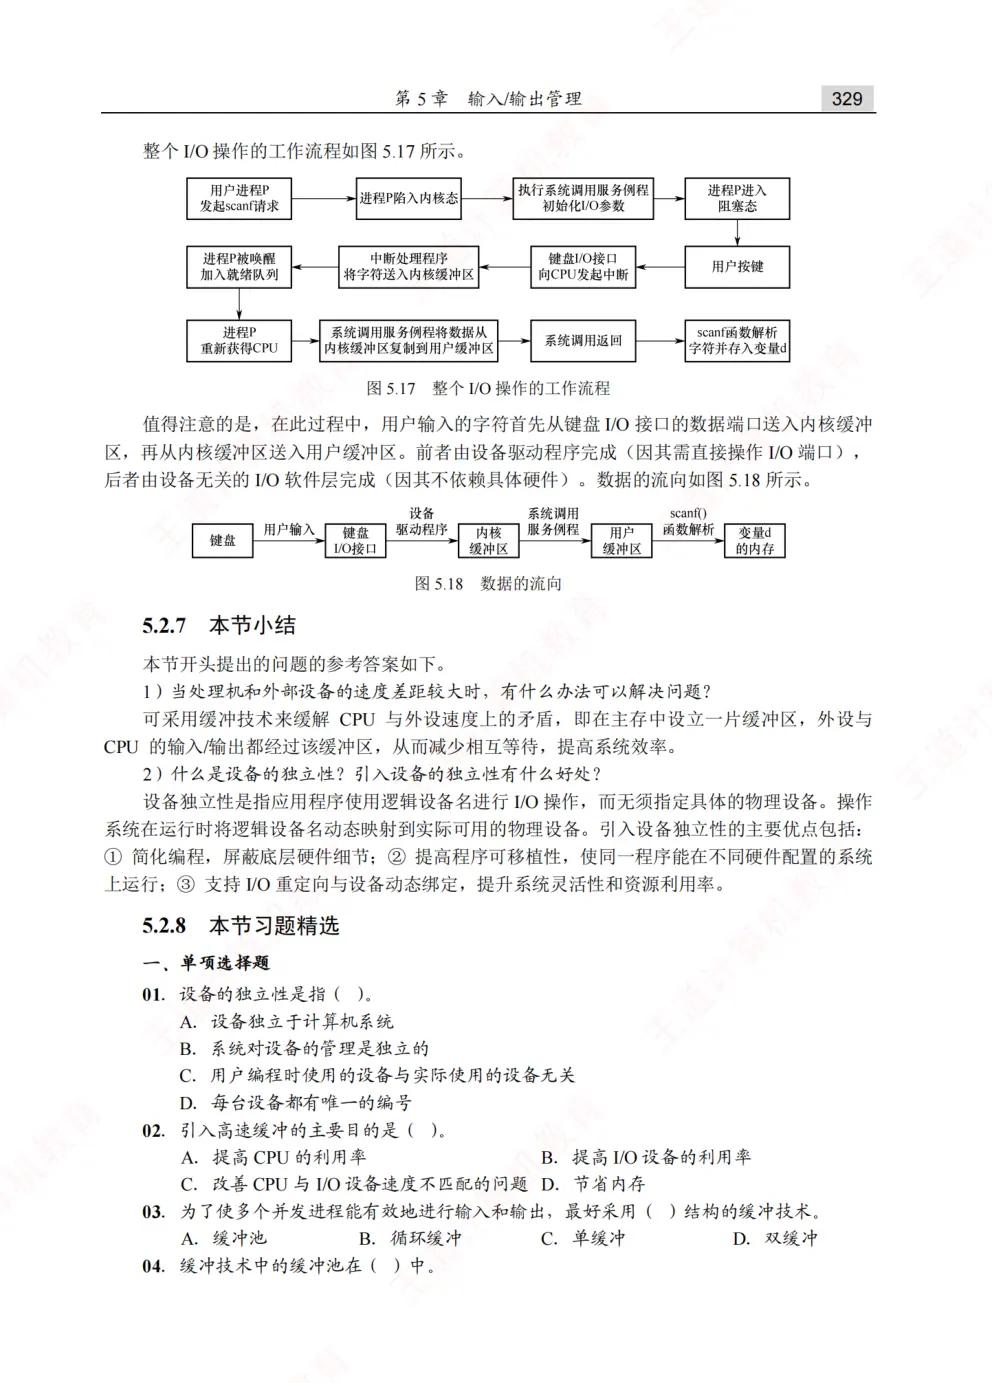 第 5 章 输入/输出管理 329
整个 I/O 操作的工作流程如图 5.17 所示。
用户进程P
发起scanf请求
进程P陷入内核态
执行系统调用服务例程
初始化I/O参数
进程P进入
阻塞态
进程P被唤醒
加入就绪队列
中断处理程序
将字符送入内核缓冲区
键盘I/O接口
向CPU发起中断
用户按键
进程P
重新获得CPU
系统调用服务例程将数据从
内核缓冲区复制到用户缓冲区
系统调用返回
scanf函数解析
字符并存入变量d
图 5.17 整个 I/O 操作的工作流程
值得注意的是，在此过程中，用户输入的字符首先从键盘 I/O 接口的数据端口送入内核缓冲
区，再从内核缓冲区送入用户缓冲区。前者由设备驱动程序完成（因其需直接操作 I/O 端口），
后者由设备无关的 I/O 软件层完成（因其不依赖具体硬件）。数据的流向如图 5.18 所示。
键盘
用户输入
键盘
I/O接口
设备
驱动程序
内核
缓冲区
系统调用
服务例程
用户
缓冲区
scanf()
函数解析
变量d
的内存
图 5.18 数据的流向
5.2.7 本节小结
本节开头提出的问题的参考答案如下。
1）当处理机和外部设备的速度差距较大时，有什么办法可以解决问题？
可采用缓冲技术来缓解 CPU 与外设速度上的矛盾，即在主存中设立一片缓冲区，外设与
CPU 的输入/输出都经过该缓冲区，从而减少相互等待，提高系统效率。
2）什么是设备的独立性？引入设备的独立性有什么好处？
设备独立性是指应用程序使用逻辑设备名进行 I/O 操作，而无须指定具体的物理设备。操作
系统在运行时将逻辑设备名动态映射到实际可用的物理设备。引入设备独立性的主要优点包括：
① 简化编程，屏蔽底层硬件细节；② 提高程序可移植性，使同一程序能在不同硬件配置的系统
上运行；③ 支持 I/O 重定向与设备动态绑定，提升系统灵活性和资源利用率。
5.2.8 本节习题精选
一、单项选择题
01. 设备的独立性是指（ ）。
A. 设备独立于计算机系统
B. 系统对设备的管理是独立的
C. 用户编程时使用的设备与实际使用的设备无关
D. 每台设备都有唯一的编号
02. 引入高速缓冲的主要目的是（ ）。
A. 提高 CPU 的利用率 B. 提高 I/O 设备的利用率
C. 改善 CPU 与 I/O 设备速度不匹配的问题 D. 节省内存
03. 为了使多个并发进程能有效地进行输入和输出，最好采用（ ）结构的缓冲技术。
A. 缓冲池 B. 循环缓冲 C. 单缓冲 D. 双缓冲
04. 缓冲技术中的缓冲池在（ ）中。